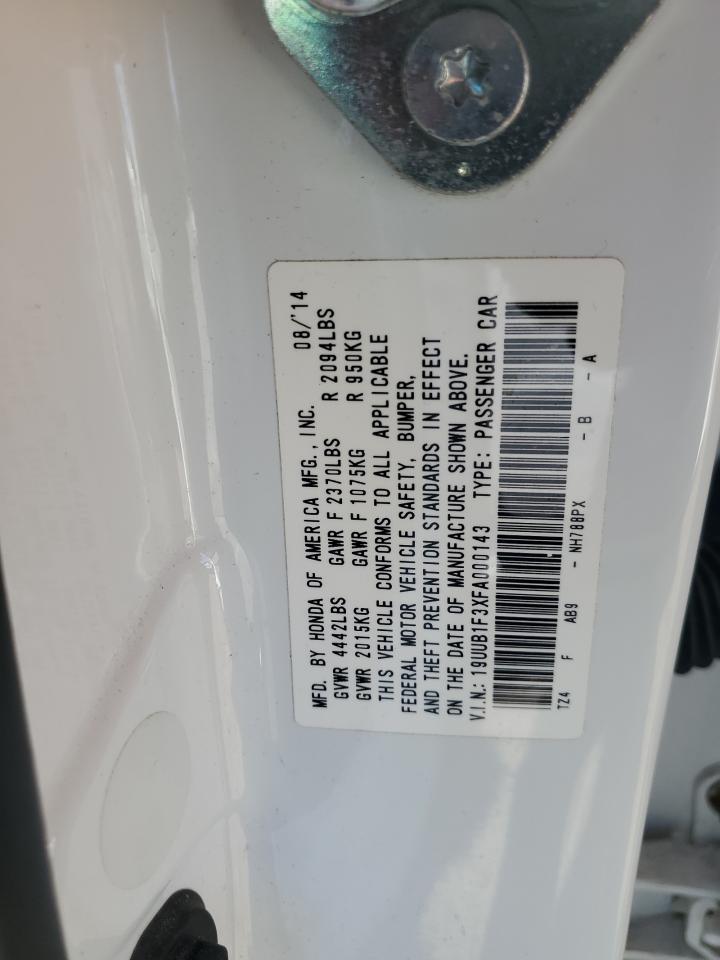 MFD. BY HONDA OF AMERICA MFG., INC. 08/'14
GVWR 4442LBS GAWR F 2370LBS R 2094LBS
GVWR 2015KG GAWR F 1075KG R 950KG
THIS VEHICLE CONFORMS TO ALL APPLICABLE
FEDERAL MOTOR VEHICLE SAFETY, BUMPER,
AND THEFT PREVENTION STANDARDS IN EFFECT
ON THE DATE OF MANUFACTURE SHOWN ABOVE.
V.I.N.: 19UUB1F3XFA000143 TYPE: PASSENGER CAR
TZ4 F AB9 - NH788PX - B - A